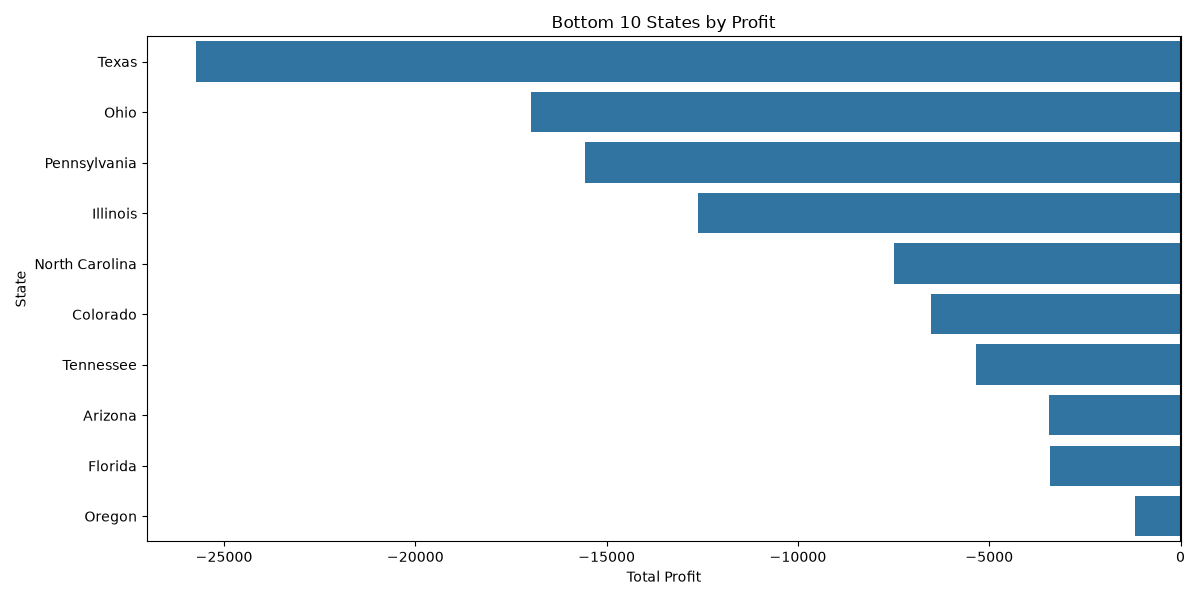 Bottom 10 States by Profit
State
Texas
Ohio
Pennsylvania
Illinois
North Carolina
Colorado
Tennessee
Arizona
Florida
Oregon
−25000 −20000 −15000 −10000 −5000 0
Total Profit